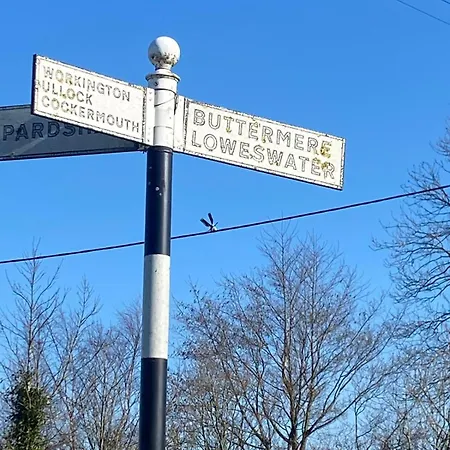 WORKINGTON
ULLOCK
COCKERMOUTH
BUTTERMERE
LOWESWATER